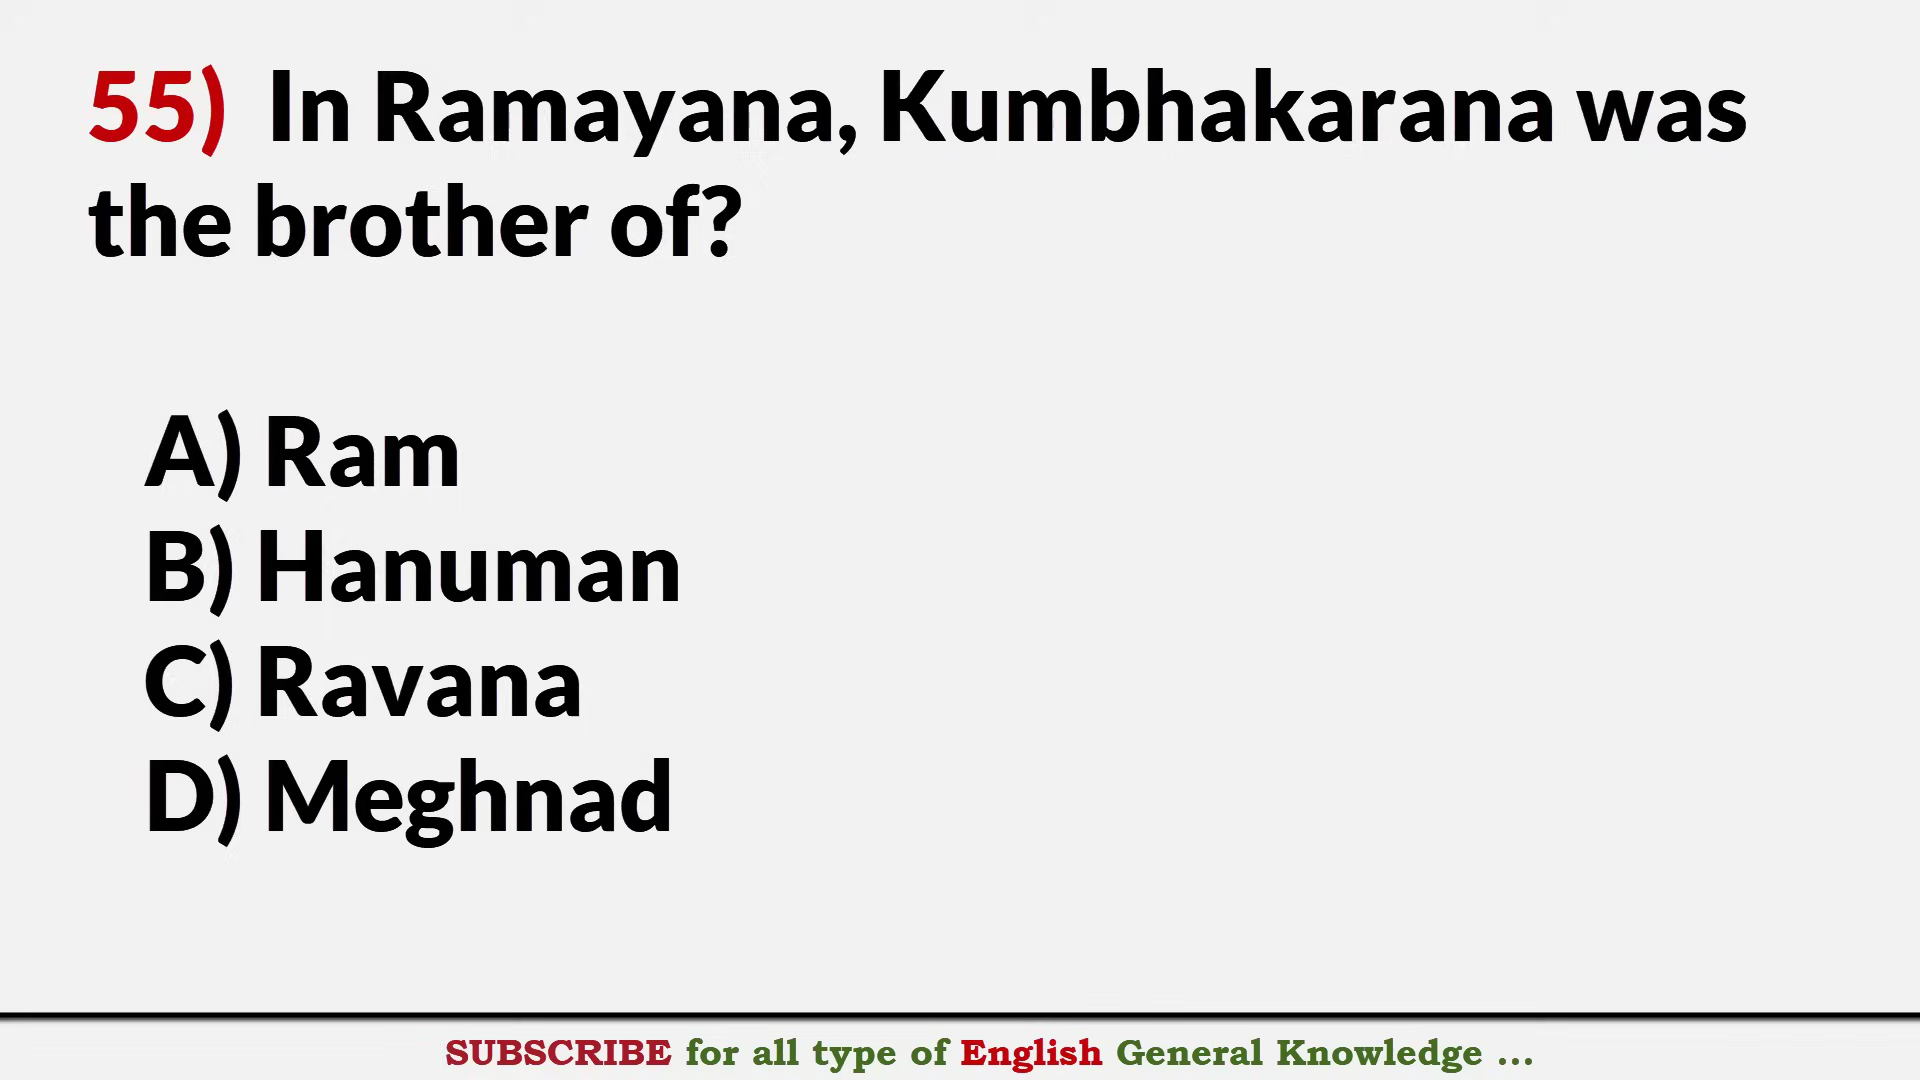 55) In Ramayana, Kumbhakarana was
the brother of?
A) Ram
B) Hanuman
C) Ravana
D) Meghnad
SUBSCRIBE for all type of English General Knowledge ...